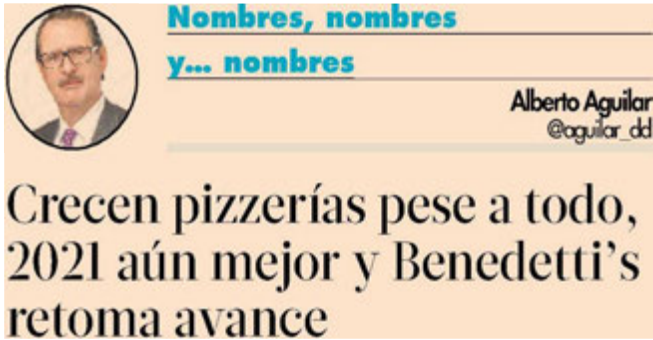 Nombres, nombres
y... nombres
Alberto Aguilar
@aguilar_dd
Crecen pizzerías pese a todo,
2021 aún mejor y Benedetti's
retoma avance